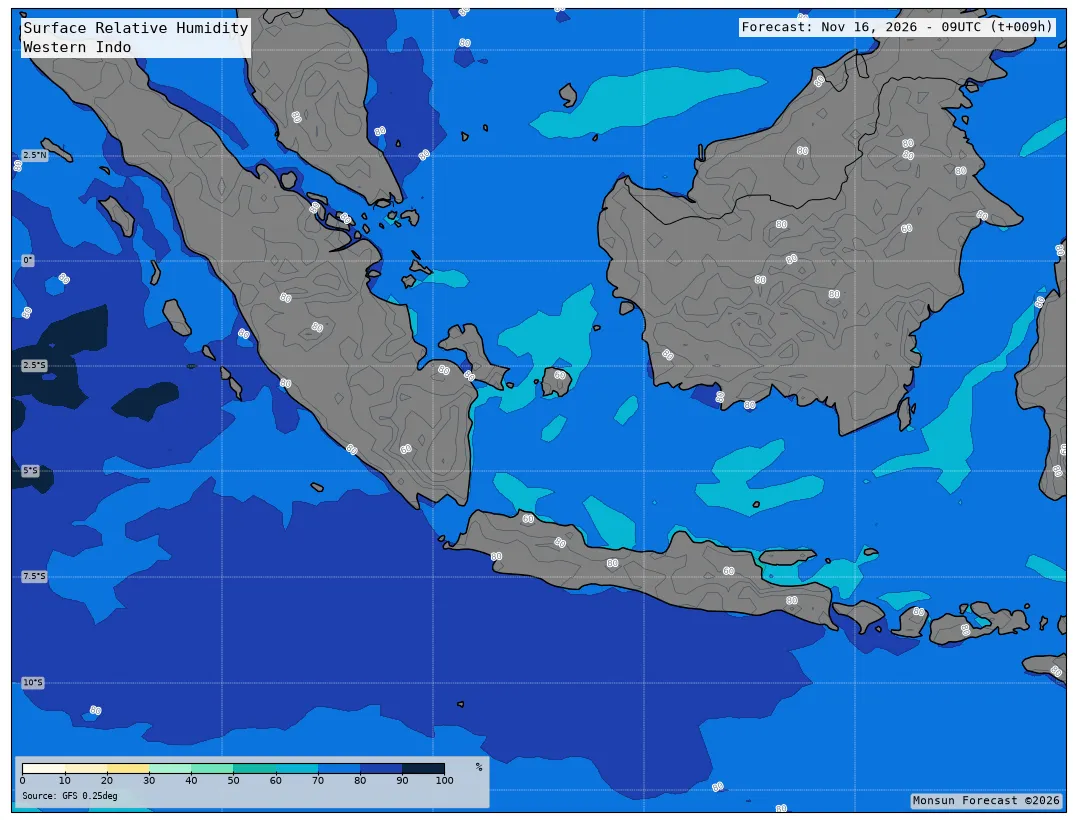 Surface Relative Humidity
Western Indo
Forecast: Nov 16, 2026 - 09UTC (t+009h)
2.5°N
0°
2.5°S
5°S
7.5°S
10°S
0 10 20 30 40 50 60 70 80 90 100 %
Source: GFS 0.25deg
Monsun Forecast ©2026